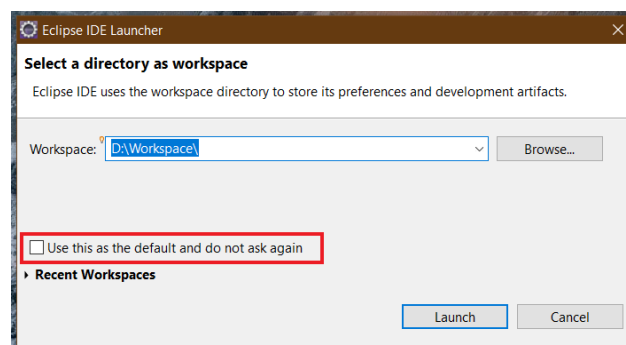 Eclipse IDE Launcher
Select a directory as workspace
Eclipse IDE uses the workspace directory to store its preferences and development artifacts.
Workspace: D:\Workspace\ Browse...
Use this as the default and do not ask again
Recent Workspaces
Launch Cancel